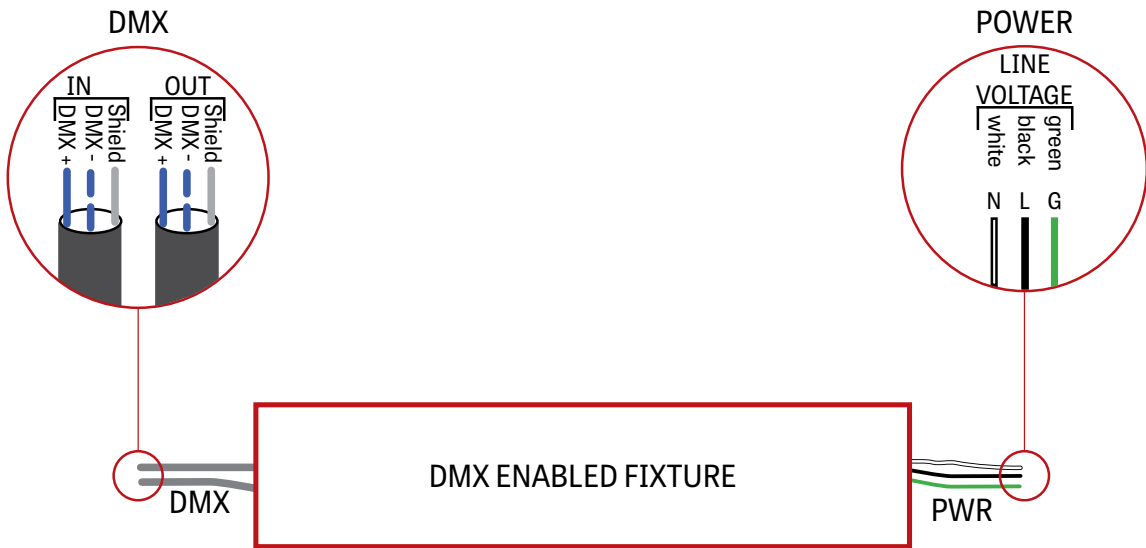 DMX
IN
OUT
DMX +
DMX -
Shield
DMX +
DMX -
Shield
POWER
LINE
VOLTAGE
white
black
green
N
L
G
DMX ENABLED FIXTURE
DMX
PWR